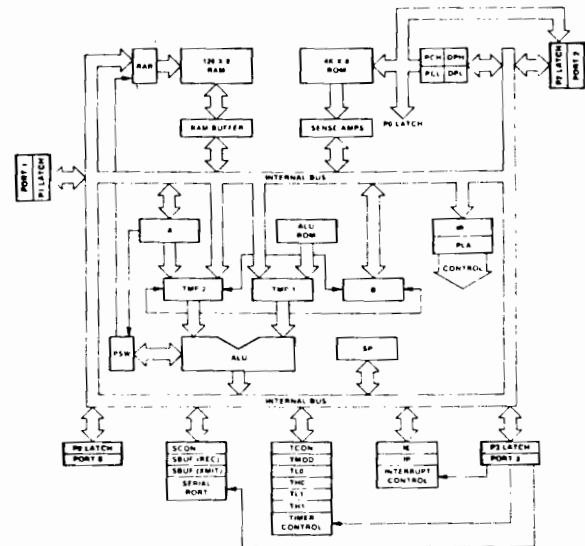 RAR
128 X 8
RAM
4K X 8
ROM
PCH DPH
PCL DPL
P2 LATCH
PORT 2
RAM BUFFER
SENSE AMPS
P0 LATCH
PORT 1
P1 LATCH
INTERNAL BUS
A
ALU
ROM
IR
PLA
CONTROL
TMP 2
TMP 1
B
PSW
ALU
SP
INTERNAL BUS
P0 LATCH
PORT 0
SCON
SBUF (REC)
SBUF (XMIT)
SERIAL
PORT
TCON
TMOD
TL0
TH0
TL1
TH1
TIMER
CONTROL
IE
IP
INTERRUPT
CONTROL
P3 LATCH
PORT 3